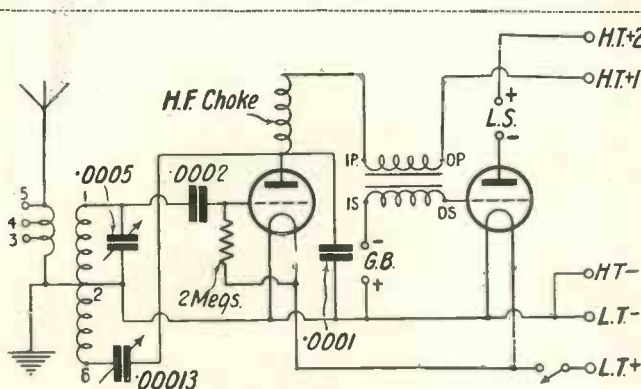 H.T.+2
H.T.+1
H.F. Choke
+
L.S.
-
IP
OP
.0005
.0002
5
4
3
1
IS
OS
-
G.B.
+
2 Megs.
2
.0001
HT-
L.T.-
6
.00013
L.T.+